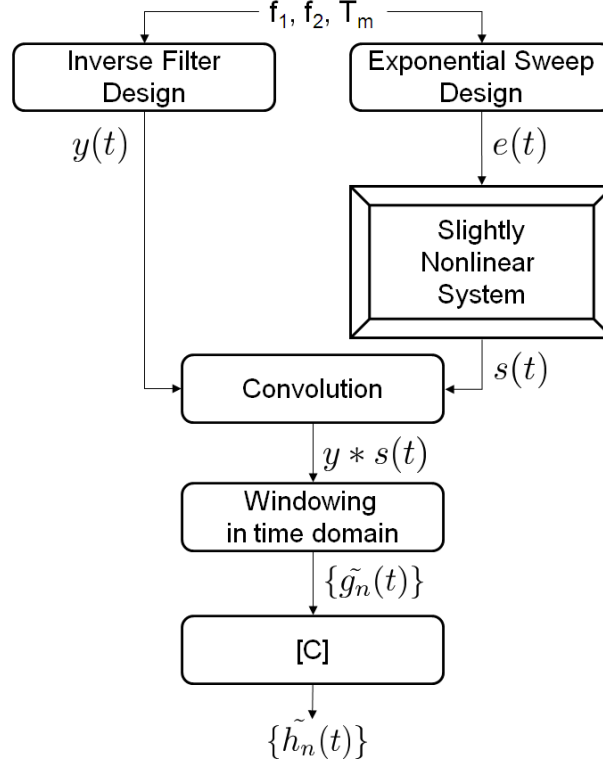 f₁, f₂, Tₘ
Inverse Filter
Design
Exponential Sweep
Design
y(t)
e(t)
Slightly
Nonlinear
System
s(t)
Convolution
y ∗ s(t)
Windowing
in time domain
{g̃ₙ(t)}
[C]
{h̃ₙ(t)}